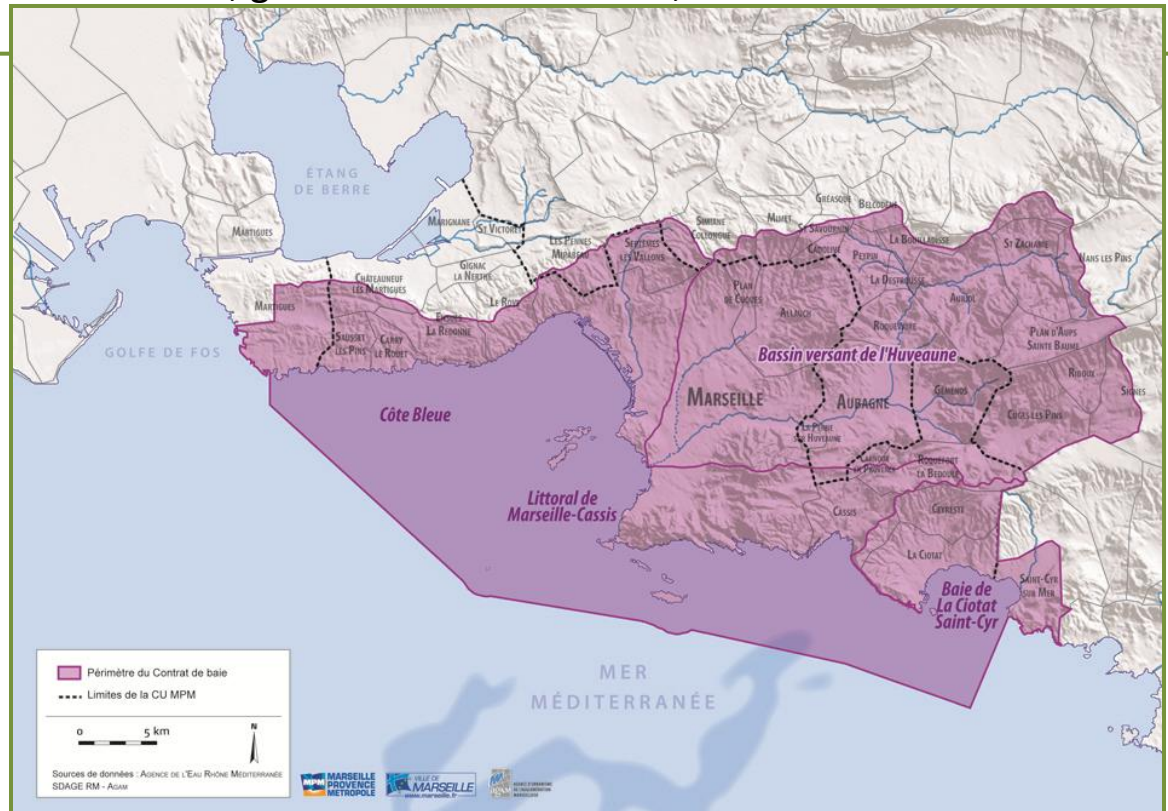 ÉTANG
DE BERRE
MARTIGUES
MARIGNANE
ST VICTORET
CHÂTEAUNEUF
LES MARTIGUES
GIGNAC
LA NERTHE
LES PENNES
MIRABEAU
SEPTÈMES
LES VALLONS
SIMIANE
COLLONGUE
MIMET
ST SAVOURNIN
GRÉASQUE
BELCODÈNE
CADOLIVE
PEYPIN
LA BOUILLADISSE
LA DESTROUSSE
ST ZACHARIE
NANS LES PINS
AURIOL
PLAN D'AUPS
SAINTE BAUME
RIBOUX
SIGNES
MARTIGUES
SAUSSET
LES PINS
CARRY
LE ROUET
ENSUÈS
LA REDONNE
LE ROVE
PLAN
DE CUQUES
ALLAUCH
ROQUEVAIRE
GOLFE DE FOS
Bassin versant de l'Huveaune
MARSEILLE
AUBAGNE
GÉMENOS
CUGES LES PINS
LA PENNE
SUR HUVEAUNE
CARNOUX
EN PROVENCE
ROQUEFORT
LA BEDOULE
Côte Bleue
Littoral de
Marseille-Cassis
CASSIS
CEYRESTE
LA CIOTAT
Baie de
La Ciotat
Saint-Cyr
SAINT-CYR
SUR MER
MER
MÉDITERRANÉE
Périmètre du Contrat de baie
Limites de la CU MPM
0 5 km
N
Sources de données : AGENCE DE L'EAU RHÔNE MÉDITERRANÉE
SDAGE RM - AGAM
MPM
MARSEILLE
PROVENCE
METROPOLE
VILLE DE
MARSEILLE
www.marseille.fr